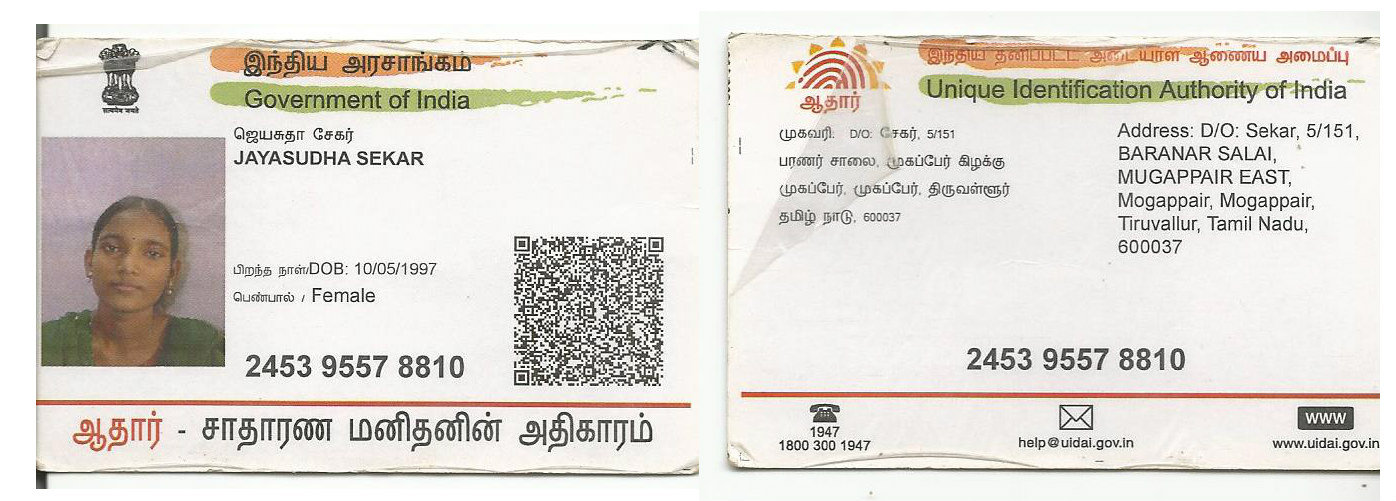 இந்திய அரசாங்கம்
Government of India
ஜெயசுதா சேகர்
JAYASUDHA SEKAR
பிறந்த நாள்/DOB: 10/05/1997
பெண்பால் / Female
2453 9557 8810
ஆதார் - சாதாரண மனிதனின் அதிகாரம்
இந்திய தனிப்பட்ட அடையாள ஆணைய அமைப்பு
Unique Identification Authority of India
ஆதார்
முகவரி: D/O: சேகர், 5/151
பரணர் சாலை, முகப்பேர் கிழக்கு
முகப்பேர், முகப்பேர், திருவள்ளூர்
தமிழ் நாடு, 600037
Address: D/O: Sekar, 5/151,
BARANAR SALAI,
MUGAPPAIR EAST,
Mogappair, Mogappair,
Tiruvallur, Tamil Nadu,
600037
2453 9557 8810
1947
1800 300 1947
help@uidai.gov.in
www
www.uidai.gov.in